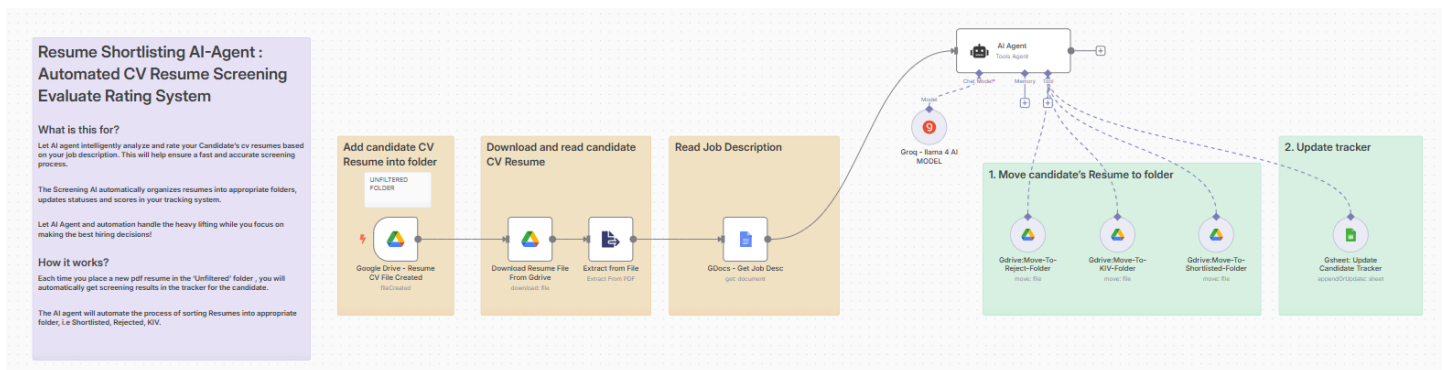 Resume Shortlisting AI-Agent :
Automated CV Resume Screening
Evaluate Rating System
What is this for?
Let AI agent intelligently analyze and rate your Candidate's cv resumes based
on your job description. This will help ensure a fast and accurate screening
process.
The Screening AI automatically organizes resumes into appropriate folders,
updates statuses and scores in your tracking system.
Let AI Agent and automation handle the heavy lifting while you focus on
making the best hiring decisions!
How it works?
Each time you place a new pdf resume in the 'Unfiltered' folder , you will
automatically get screening results in the tracker for the candidate.
The AI agent will automate the process of sorting Resumes into appropriate
folder, i.e Shortlisted, Rejected, KIV.
Add candidate CV
Resume into folder
UNFILTERED
FOLDER
Google Drive - Resume
CV File Created
fileCreated
Download and read candidate
CV Resume
Download Resume File
From Gdrive
download: file
Extract from File
Extract From PDF
Read Job Description
GDocs - Get Job Desc
get: document
AI Agent
Tools Agent
Chat Model*
Memory
Tool
Model
Groq - llama 4 AI
MODEL
1. Move candidate's Resume to folder
Gdrive:Move-To-
Reject-Folder
move: file
Gdrive:Move-To-
KIV-Folder
move: file
Gdrive:Move-To-
Shortlisted-Folder
move: file
2. Update tracker
Gsheet: Update
Candidate Tracker
appendOrUpdate: sheet